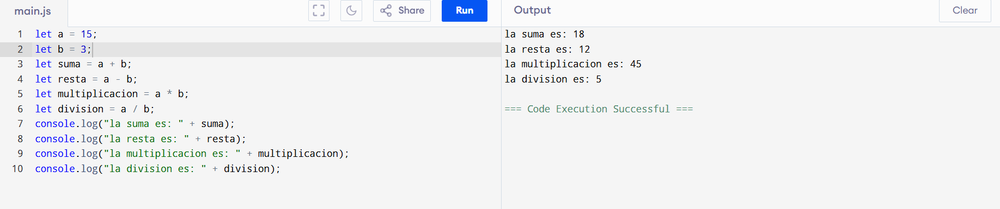 main.js
Share
Run
Output
Clear
1 let a = 15;
2 let b = 3;
3 let suma = a + b;
4 let resta = a - b;
5 let multiplicacion = a * b;
6 let division = a / b;
7 console.log("la suma es: " + suma);
8 console.log("la resta es: " + resta);
9 console.log("la multiplicacion es: " + multiplicacion);
10 console.log("la division es: " + division);
la suma es: 18
la resta es: 12
la multiplicacion es: 45
la division es: 5
=== Code Execution Successful ===